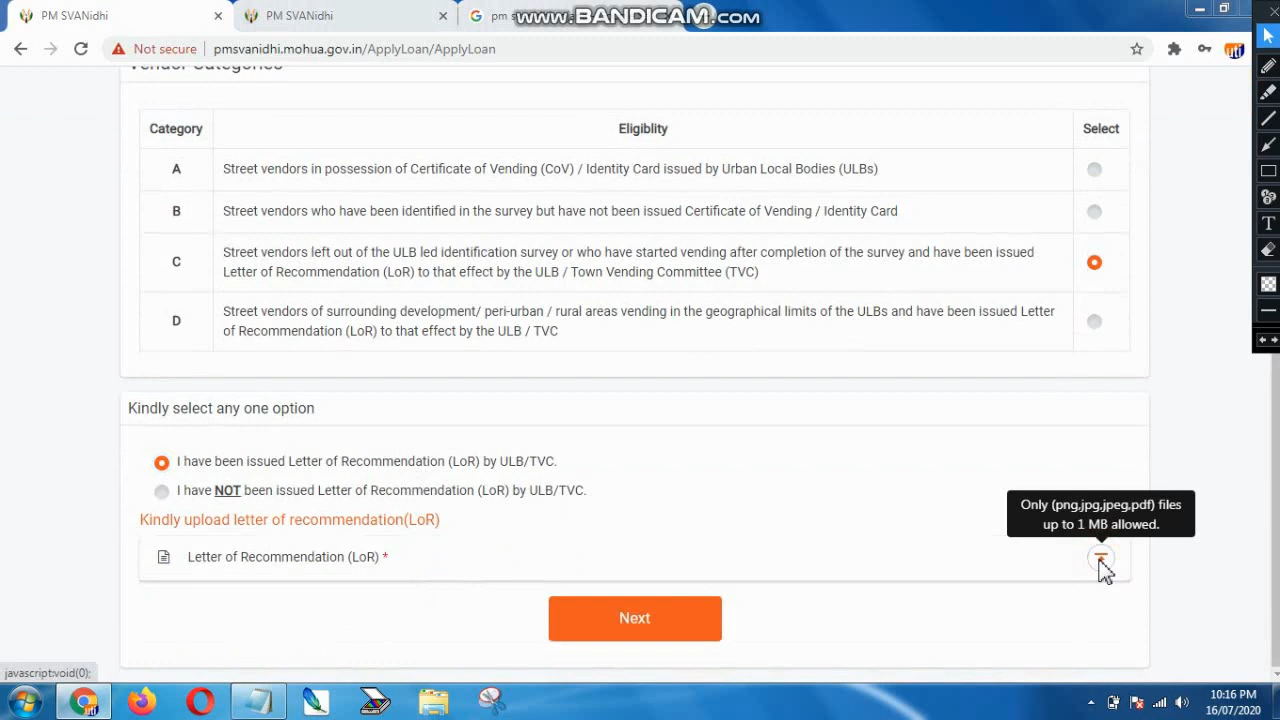 PM SVANidhi
PM SVANidhi
pm s
www.BANDICAM.com
Not secure
pmsvanidhi.mohua.gov.in/ApplyLoan/ApplyLoan
Vendor Categories
Category
Eligiblity
Select
A
Street vendors in possession of Certificate of Vending (CoV) / Identity Card issued by Urban Local Bodies (ULBs)
B
Street vendors who have been identified in the survey but have not been issued Certificate of Vending / Identity Card
C
Street vendors left out of the ULB led identification survey or who have started vending after completion of the survey and have been issued
Letter of Recommendation (LoR) to that effect by the ULB / Town Vending Committee (TVC)
D
Street vendors of surrounding development/ peri-urban / rural areas vending in the geographical limits of the ULBs and have been issued Letter
of Recommendation (LoR) to that effect by the ULB / TVC
Kindly select any one option
I have been issued Letter of Recommendation (LoR) by ULB/TVC.
I have NOT been issued Letter of Recommendation (LoR) by ULB/TVC.
Only (png,jpg,jpeg,pdf) files
up to 1 MB allowed.
Kindly upload letter of recommendation(LoR)
Letter of Recommendation (LoR) *
Next
javascript:void(0);
10:16 PM
16/07/2020